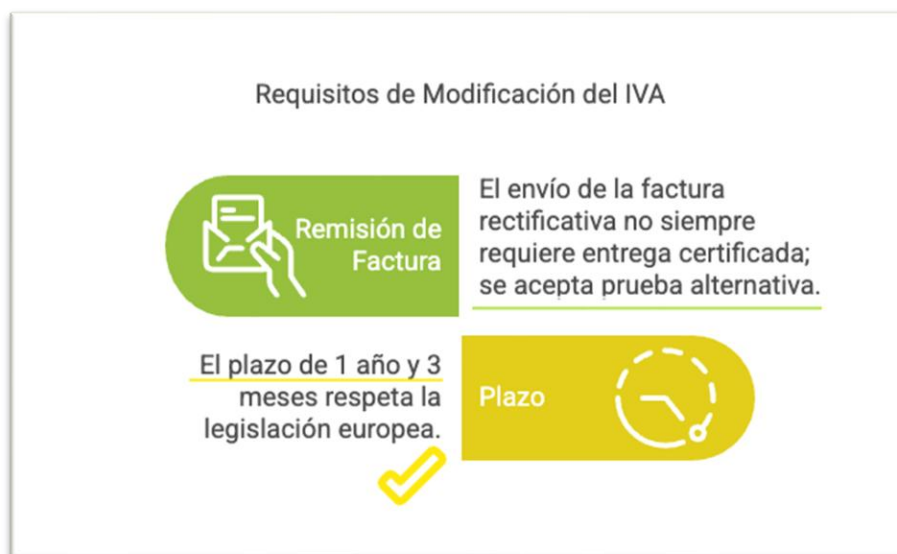 Requisitos de Modificación del IVA
Remisión de
Factura
El envío de la factura
rectificativa no siempre
requiere entrega certificada;
se acepta prueba alternativa.
El plazo de 1 año y 3
meses respeta la
legislación europea.
Plazo